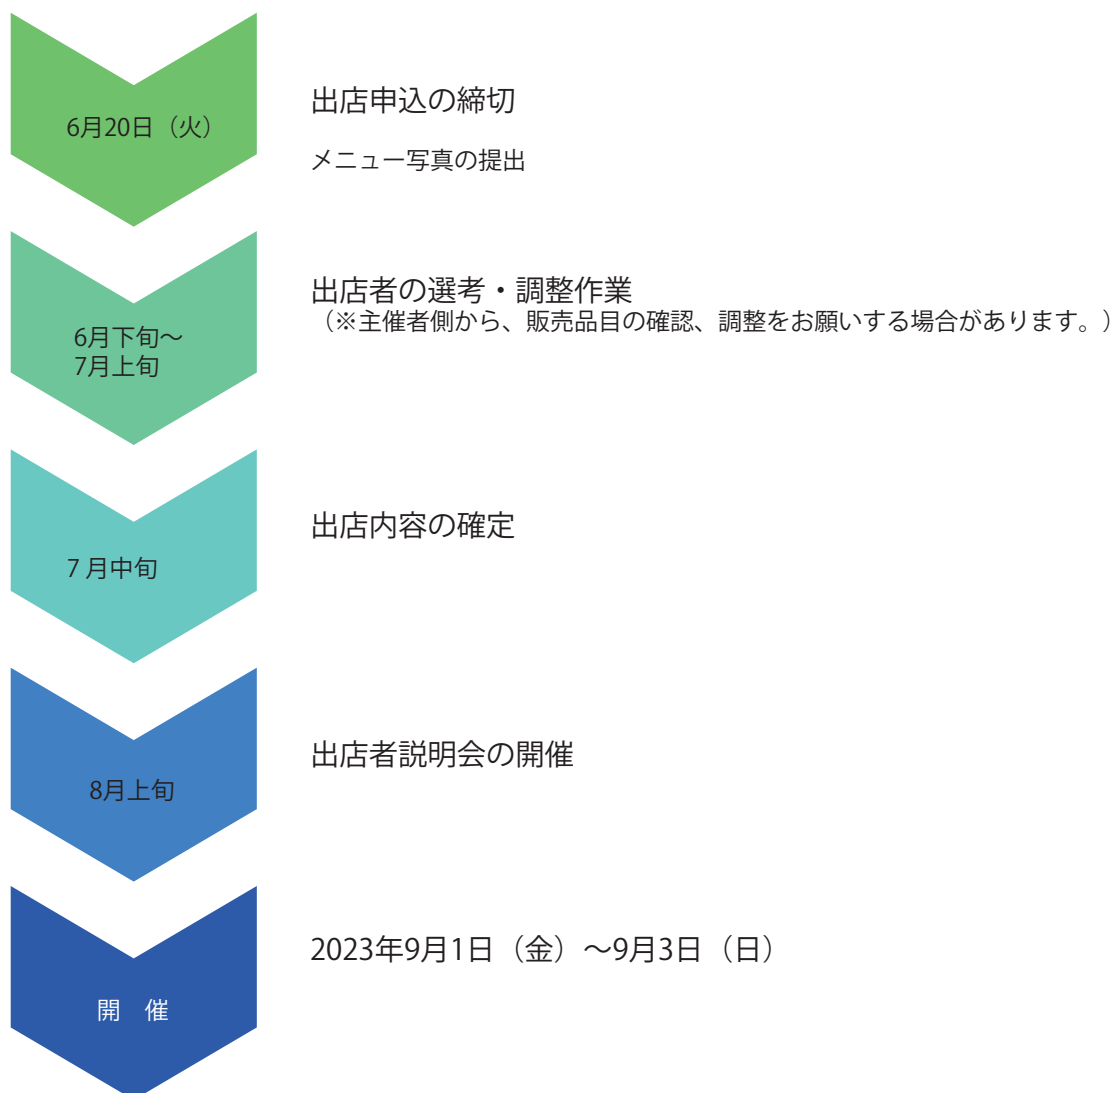 6月20日（火）
出店申込の締切
メニュー写真の提出
6月下旬～
7月上旬
出店者の選考・調整作業
（※主催者側から、販売品目の確認、調整をお願いする場合があります。）
7 月中旬
出店内容の確定
8月上旬
出店者説明会の開催
開　催
2023年9月1日（金）～9月3日（日）